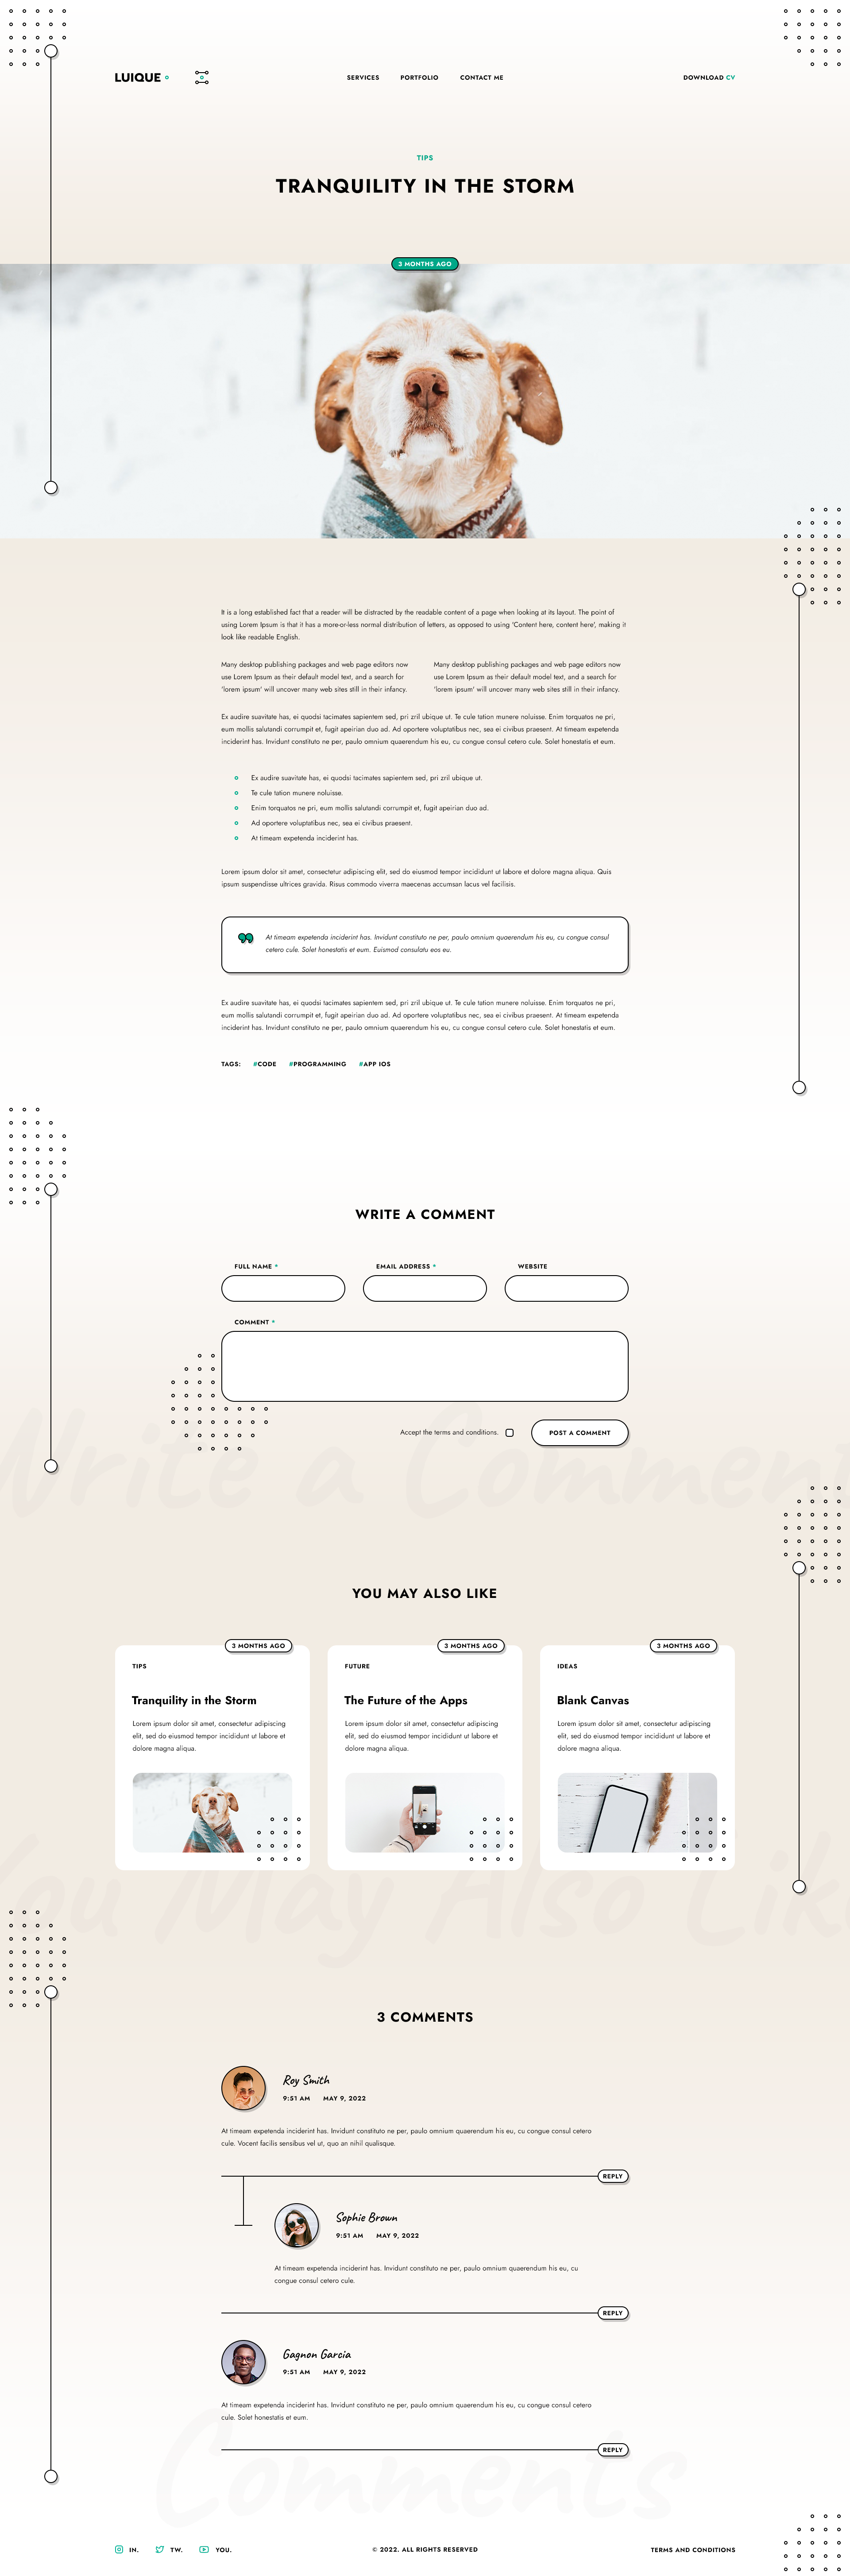 LUIQUE
SERVICES PORTFOLIO CONTACT ME
DOWNLOAD CV
TIPS
TRANQUILITY IN THE STORM
3 MONTHS AGO
It is a long established fact that a reader will be distracted by the readable content of a page when looking at its layout. The point of
using Lorem Ipsum is that it has a more-or-less normal distribution of letters, as opposed to using 'Content here, content here', making it
look like readable English.
Many desktop publishing packages and web page editors now
use Lorem Ipsum as their default model text, and a search for
'lorem ipsum' will uncover many web sites still in their infancy.
Many desktop publishing packages and web page editors now
use Lorem Ipsum as their default model text, and a search for
'lorem ipsum' will uncover many web sites still in their infancy.
Ex audire suavitate has, ei quodsi tacimates sapientem sed, pri zril ubique ut. Te cule tation munere noluisse. Enim torquatos ne pri,
eum mollis salutandi corrumpit et, fugit apeirian duo ad. Ad oportere voluptatibus nec, sea ei civibus praesent. At timeam expetenda
inciderint has. Invidunt constituto ne per, paulo omnium quaerendum his eu, cu congue consul cetero cule. Solet honestatis et eum.
Ex audire suavitate has, ei quodsi tacimates sapientem sed, pri zril ubique ut.
Te cule tation munere noluisse.
Enim torquatos ne pri, eum mollis salutandi corrumpit et, fugit apeirian duo ad.
Ad oportere voluptatibus nec, sea ei civibus praesent.
At timeam expetenda inciderint has.
Lorem ipsum dolor sit amet, consectetur adipiscing elit, sed do eiusmod tempor incididunt ut labore et dolore magna aliqua. Quis
ipsum suspendisse ultrices gravida. Risus commodo viverra maecenas accumsan lacus vel facilisis.
At timeam expetenda inciderint has. Invidunt constituto ne per, paulo omnium quaerendum his eu, cu congue consul
cetero cule. Solet honestatis et eum. Euismod consulatu eos eu.
Ex audire suavitate has, ei quodsi tacimates sapientem sed, pri zril ubique ut. Te cule tation munere noluisse. Enim torquatos ne pri,
eum mollis salutandi corrumpit et, fugit apeirian duo ad. Ad oportere voluptatibus nec, sea ei civibus praesent. At timeam expetenda
inciderint has. Invidunt constituto ne per, paulo omnium quaerendum his eu, cu congue consul cetero cule. Solet honestatis et eum.
TAGS: #CODE #PROGRAMMING #APP IOS
WRITE A COMMENT
FULL NAME * EMAIL ADDRESS * WEBSITE
COMMENT *
Accept the terms and conditions.
POST A COMMENT
Write a Comment
YOU MAY ALSO LIKE
3 MONTHS AGO
TIPS
Tranquility in the Storm
Lorem ipsum dolor sit amet, consectetur adipiscing
elit, sed do eiusmod tempor incididunt ut labore et
dolore magna aliqua.
3 MONTHS AGO
FUTURE
The Future of the Apps
Lorem ipsum dolor sit amet, consectetur adipiscing
elit, sed do eiusmod tempor incididunt ut labore et
dolore magna aliqua.
3 MONTHS AGO
IDEAS
Blank Canvas
Lorem ipsum dolor sit amet, consectetur adipiscing
elit, sed do eiusmod tempor incididunt ut labore et
dolore magna aliqua.
ou May Also Like
3 COMMENTS
Roy Smith
9:51 AM MAY 9, 2022
At timeam expetenda inciderint has. Invidunt constituto ne per, paulo omnium quaerendum his eu, cu congue consul cetero
cule. Vocent facilis sensibus vel ut, quo an nihil qualisque.
REPLY
Sophie Brown
9:51 AM MAY 9, 2022
At timeam expetenda inciderint has. Invidunt constituto ne per, paulo omnium quaerendum his eu, cu
congue consul cetero cule.
REPLY
Gagnon Garcia
9:51 AM MAY 9, 2022
At timeam expetenda inciderint has. Invidunt constituto ne per, paulo omnium quaerendum his eu, cu congue consul cetero
cule. Solet honestatis et eum.
REPLY
Comments
IN. TW. YOU.
© 2022. ALL RIGHTS RESERVED
TERMS AND CONDITIONS